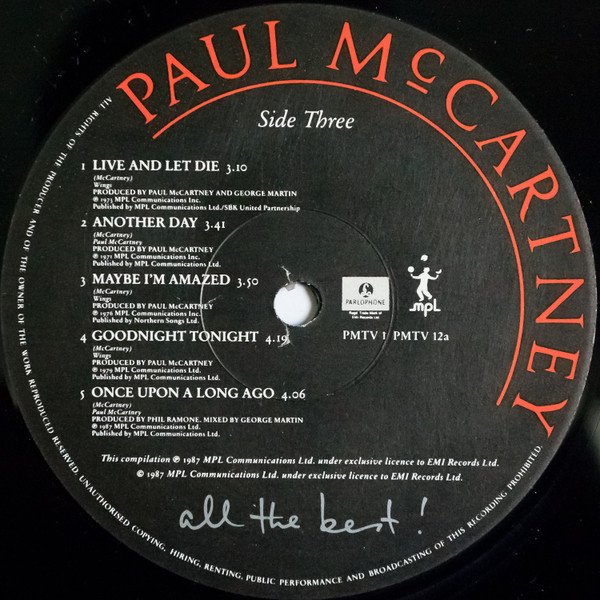 PAUL McCARTNEY
Side Three
1 LIVE AND LET DIE 3.10
(McCartney)
Wings
PRODUCED BY PAUL McCARTNEY AND GEORGE MARTIN
℗ 1973 MPL Communications Inc.
Published by MPL Communications Ltd./SBK United Partnership
2 ANOTHER DAY 3.41
(McCartney)
Paul McCartney
PRODUCED BY PAUL McCARTNEY
℗ 1971 MPL Communications Inc.
Published by MPL Communications Ltd.
3 MAYBE I'M AMAZED 3.50
(McCartney)
Wings
PRODUCED BY PAUL McCARTNEY
℗ 1976 MPL Communications Inc.
Published by Northern Songs Ltd.
4 GOODNIGHT TONIGHT 4.19
(McCartney)
Wings
PRODUCED BY PAUL McCARTNEY
℗ 1979 MPL Communications Inc.
Published by MPL Communications Ltd.
5 ONCE UPON A LONG AGO 4.06
(McCartney)
Paul McCartney
PRODUCED BY PHIL RAMONE. MIXED BY GEORGE MARTIN
℗ 1987 MPL Communications Ltd.
Published by MPL Communications Ltd.
PARLOPHONE
Regd. Trade Mark of
EMI Records Ltd
mpL
PMTV 1 PMTV 12a
This compilation ℗ 1987 MPL Communications Ltd. under exclusive licence to EMI Records Ltd.
© 1987 MPL Communications Ltd. under exclusive licence to EMI Records Ltd.
all the best!
ALL RIGHTS OF THE PRODUCER AND OF THE OWNER OF THE WORK REPRODUCED RESERVED. UNAUTHORISED COPYING, HIRING, RENTING, PUBLIC PERFORMANCE AND BROADCASTING OF THIS RECORDING PROHIBITED.